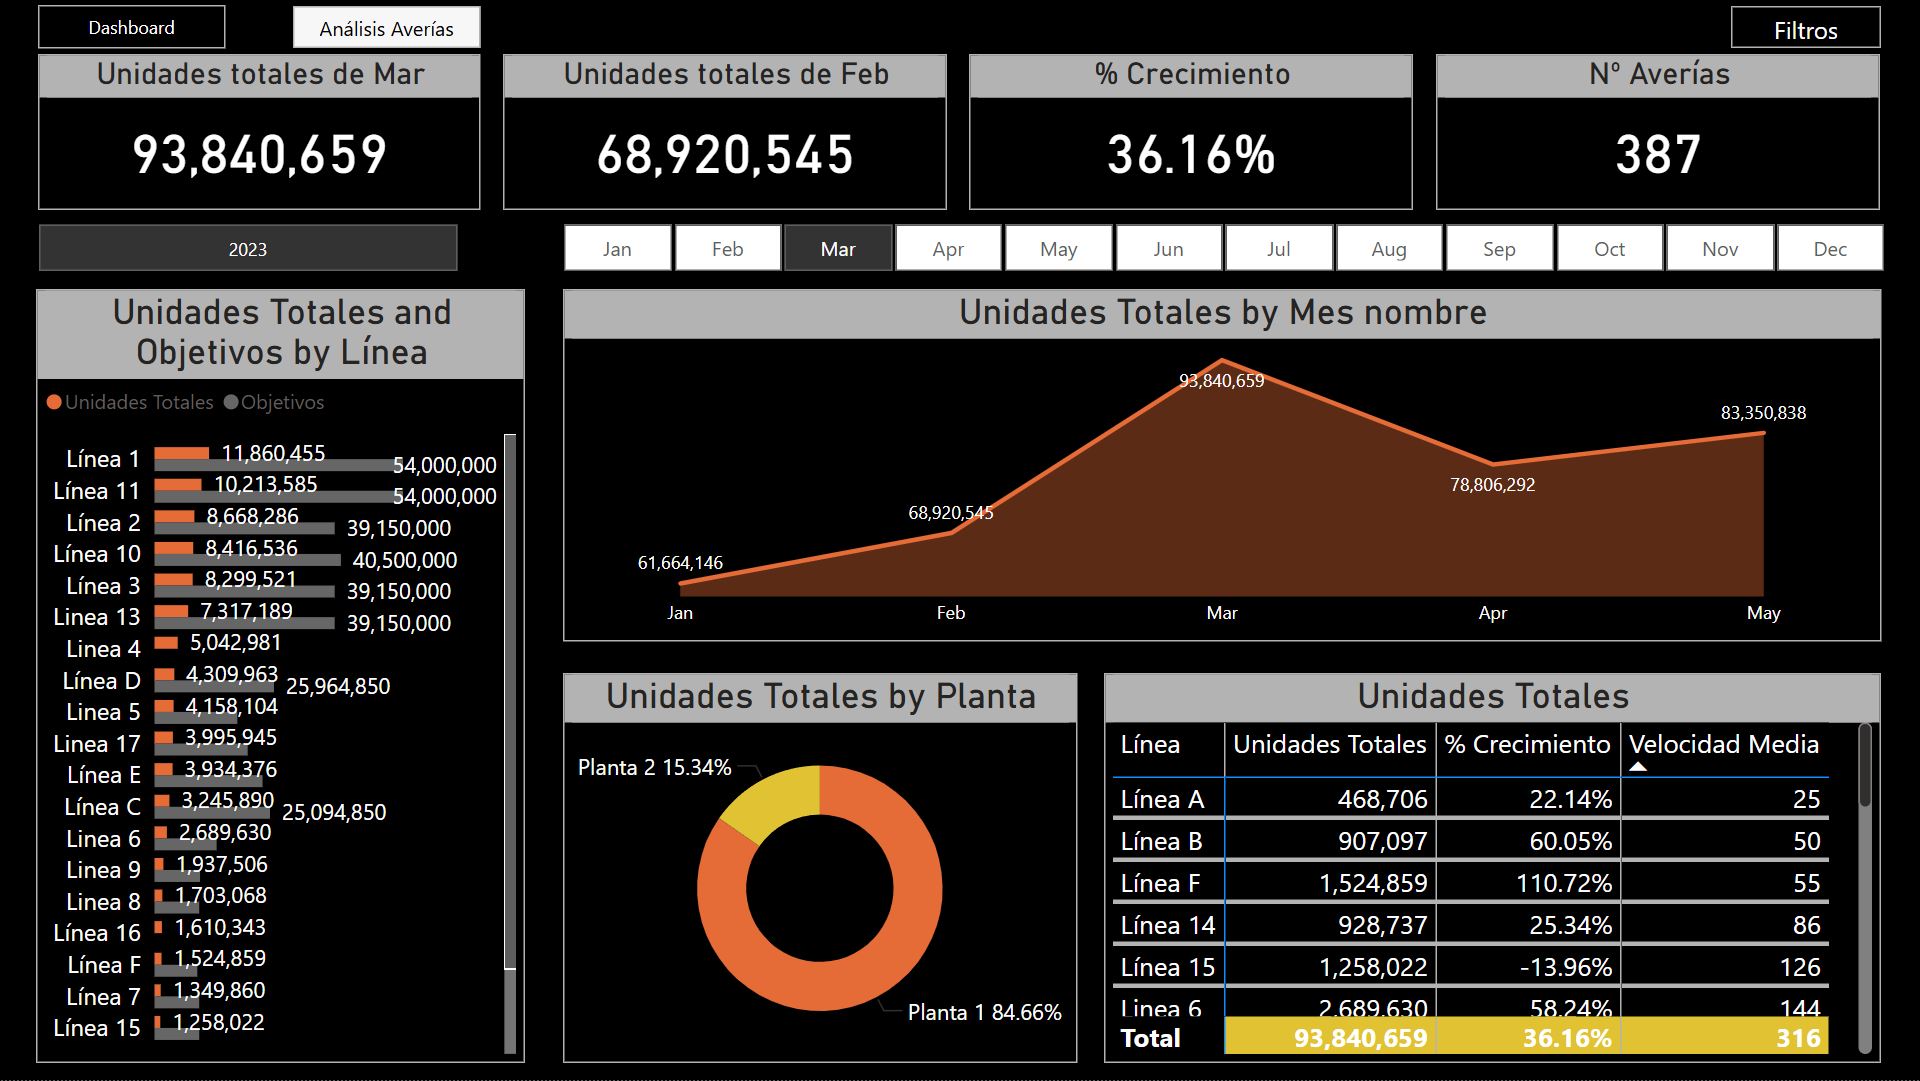 Dashboard
Análisis Averías
Filtros
Unidades totales de Mar
93,840,659
Unidades totales de Feb
68,920,545
% Crecimiento
36.16%
Nº Averías
387
2023
Jan Feb Mar Apr May Jun Jul Aug Sep Oct Nov Dec
Unidades Totales and
Objetivos by Línea
Unidades Totales Objetivos
Línea 1 11,860,455 54,000,000
Línea 11 10,213,585 54,000,000
Línea 2 8,668,286 39,150,000
Línea 10 8,416,536 40,500,000
Línea 3 8,299,521 39,150,000
Linea 13 7,317,189 39,150,000
Linea 4 5,042,981
Línea D 4,309,963 25,964,850
Linea 5 4,158,104
Linea 17 3,995,945
Línea E 3,934,376
Línea C 3,245,890 25,094,850
Linea 6 2,689,630
Linea 9 1,937,506
Linea 8 1,703,068
Línea 16 1,610,343
Línea F 1,524,859
Línea 7 1,349,860
Línea 15 1,258,022
Unidades Totales by Mes nombre
61,664,146
68,920,545
93,840,659
78,806,292
83,350,838
Jan Feb Mar Apr May
Unidades Totales by Planta
Planta 2 15.34%
Planta 1 84.66%
Unidades Totales
Línea Unidades Totales % Crecimiento Velocidad Media
Línea A 468,706 22.14% 25
Línea B 907,097 60.05% 50
Línea F 1,524,859 110.72% 55
Línea 14 928,737 25.34% 86
Línea 15 1,258,022 -13.96% 126
Linea 6 2,689,630 58.24% 144
Total 93,840,659 36.16% 316